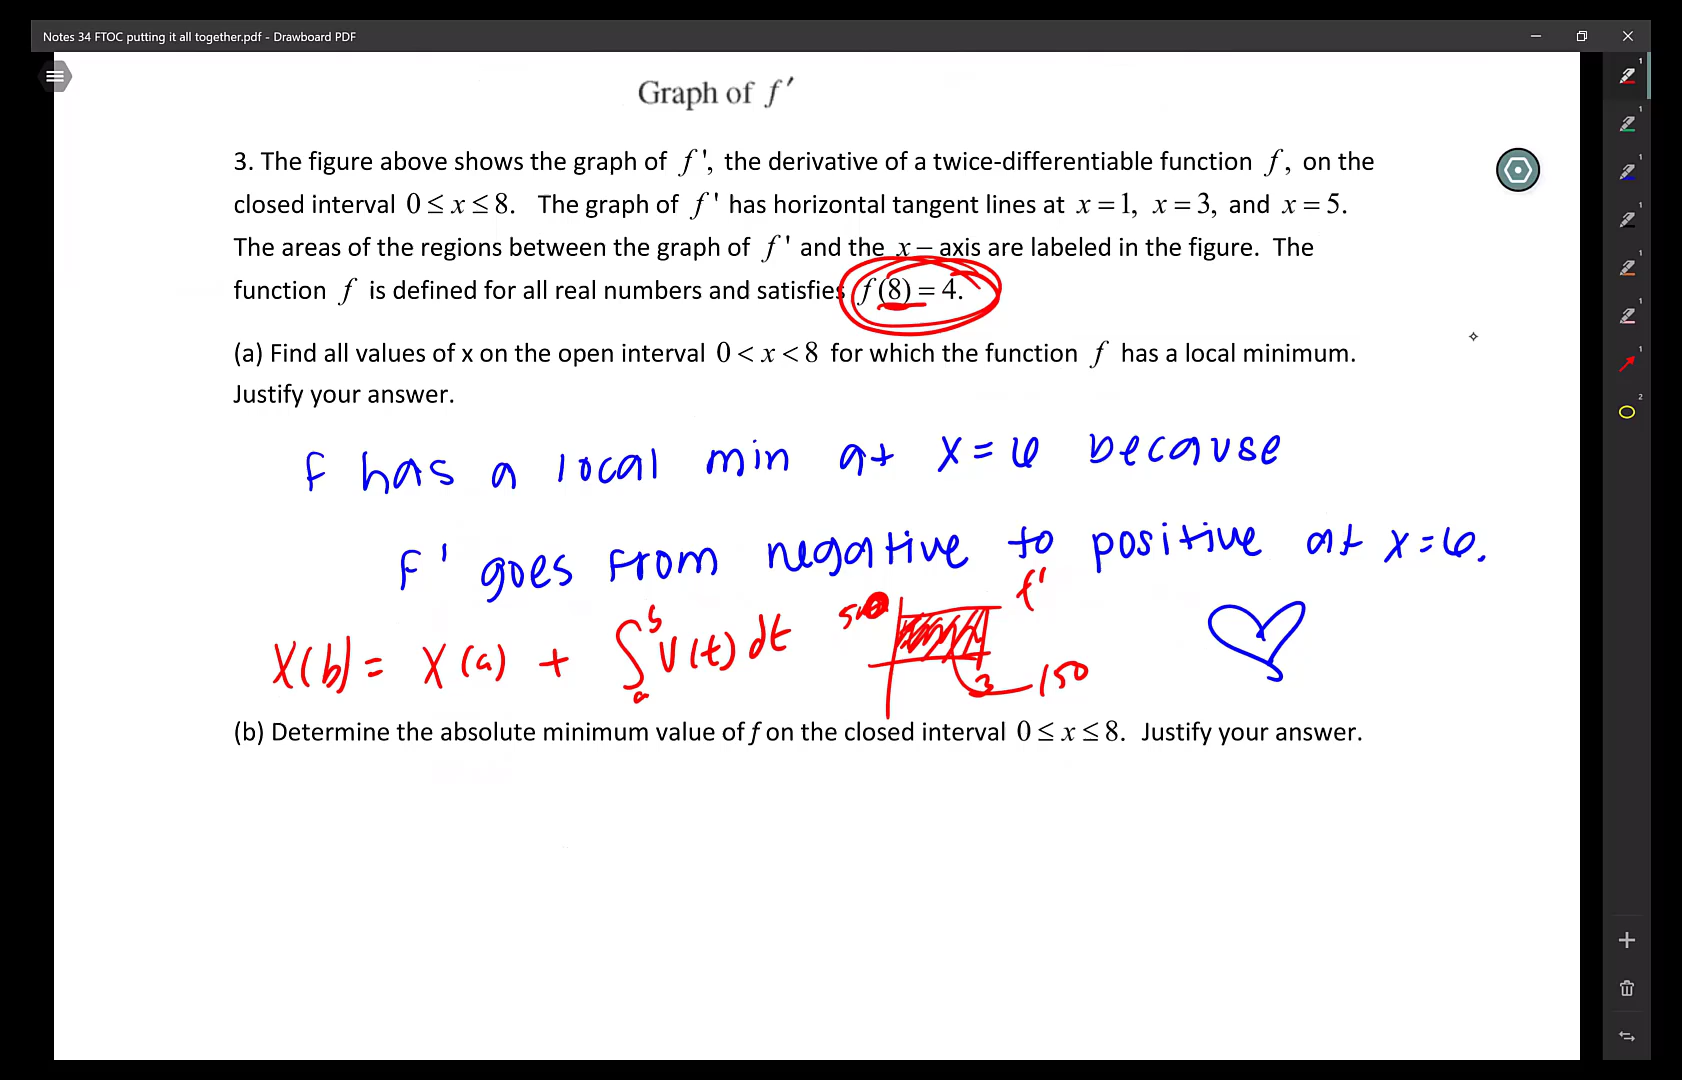 Notes 34 FTOC putting it all together.pdf - Drawboard PDF
Graph of f'
3. The figure above shows the graph of f', the derivative of a twice-differentiable function f, on the
closed interval 0 ≤ x ≤ 8. The graph of f' has horizontal tangent lines at x = 1, x = 3, and x = 5.
The areas of the regions between the graph of f' and the x – axis are labeled in the figure. The
function f is defined for all real numbers and satisfies f(8) = 4.
(a) Find all values of x on the open interval 0 < x < 8 for which the function f has a local minimum.
Justify your answer.
f has a local min at x = 6 because
f' goes from negative to positive at x = 6.
X(b) = X(a) + ∫_a^b V(t) dt
f'
3
150
(b) Determine the absolute minimum value of f on the closed interval 0 ≤ x ≤ 8. Justify your answer.